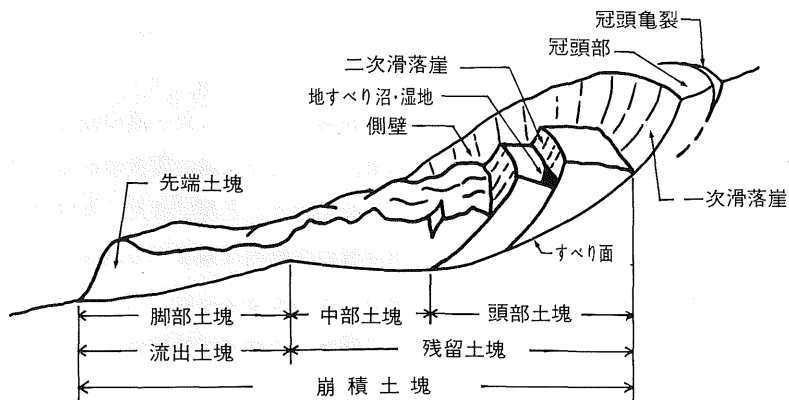 冠頭亀裂
冠頭部
二次滑落崖
地すべり沼・湿地
側壁
先端土塊
一次滑落崖
すべり面
脚部土塊
中部土塊
頭部土塊
流出土塊
残留土塊
崩積土塊